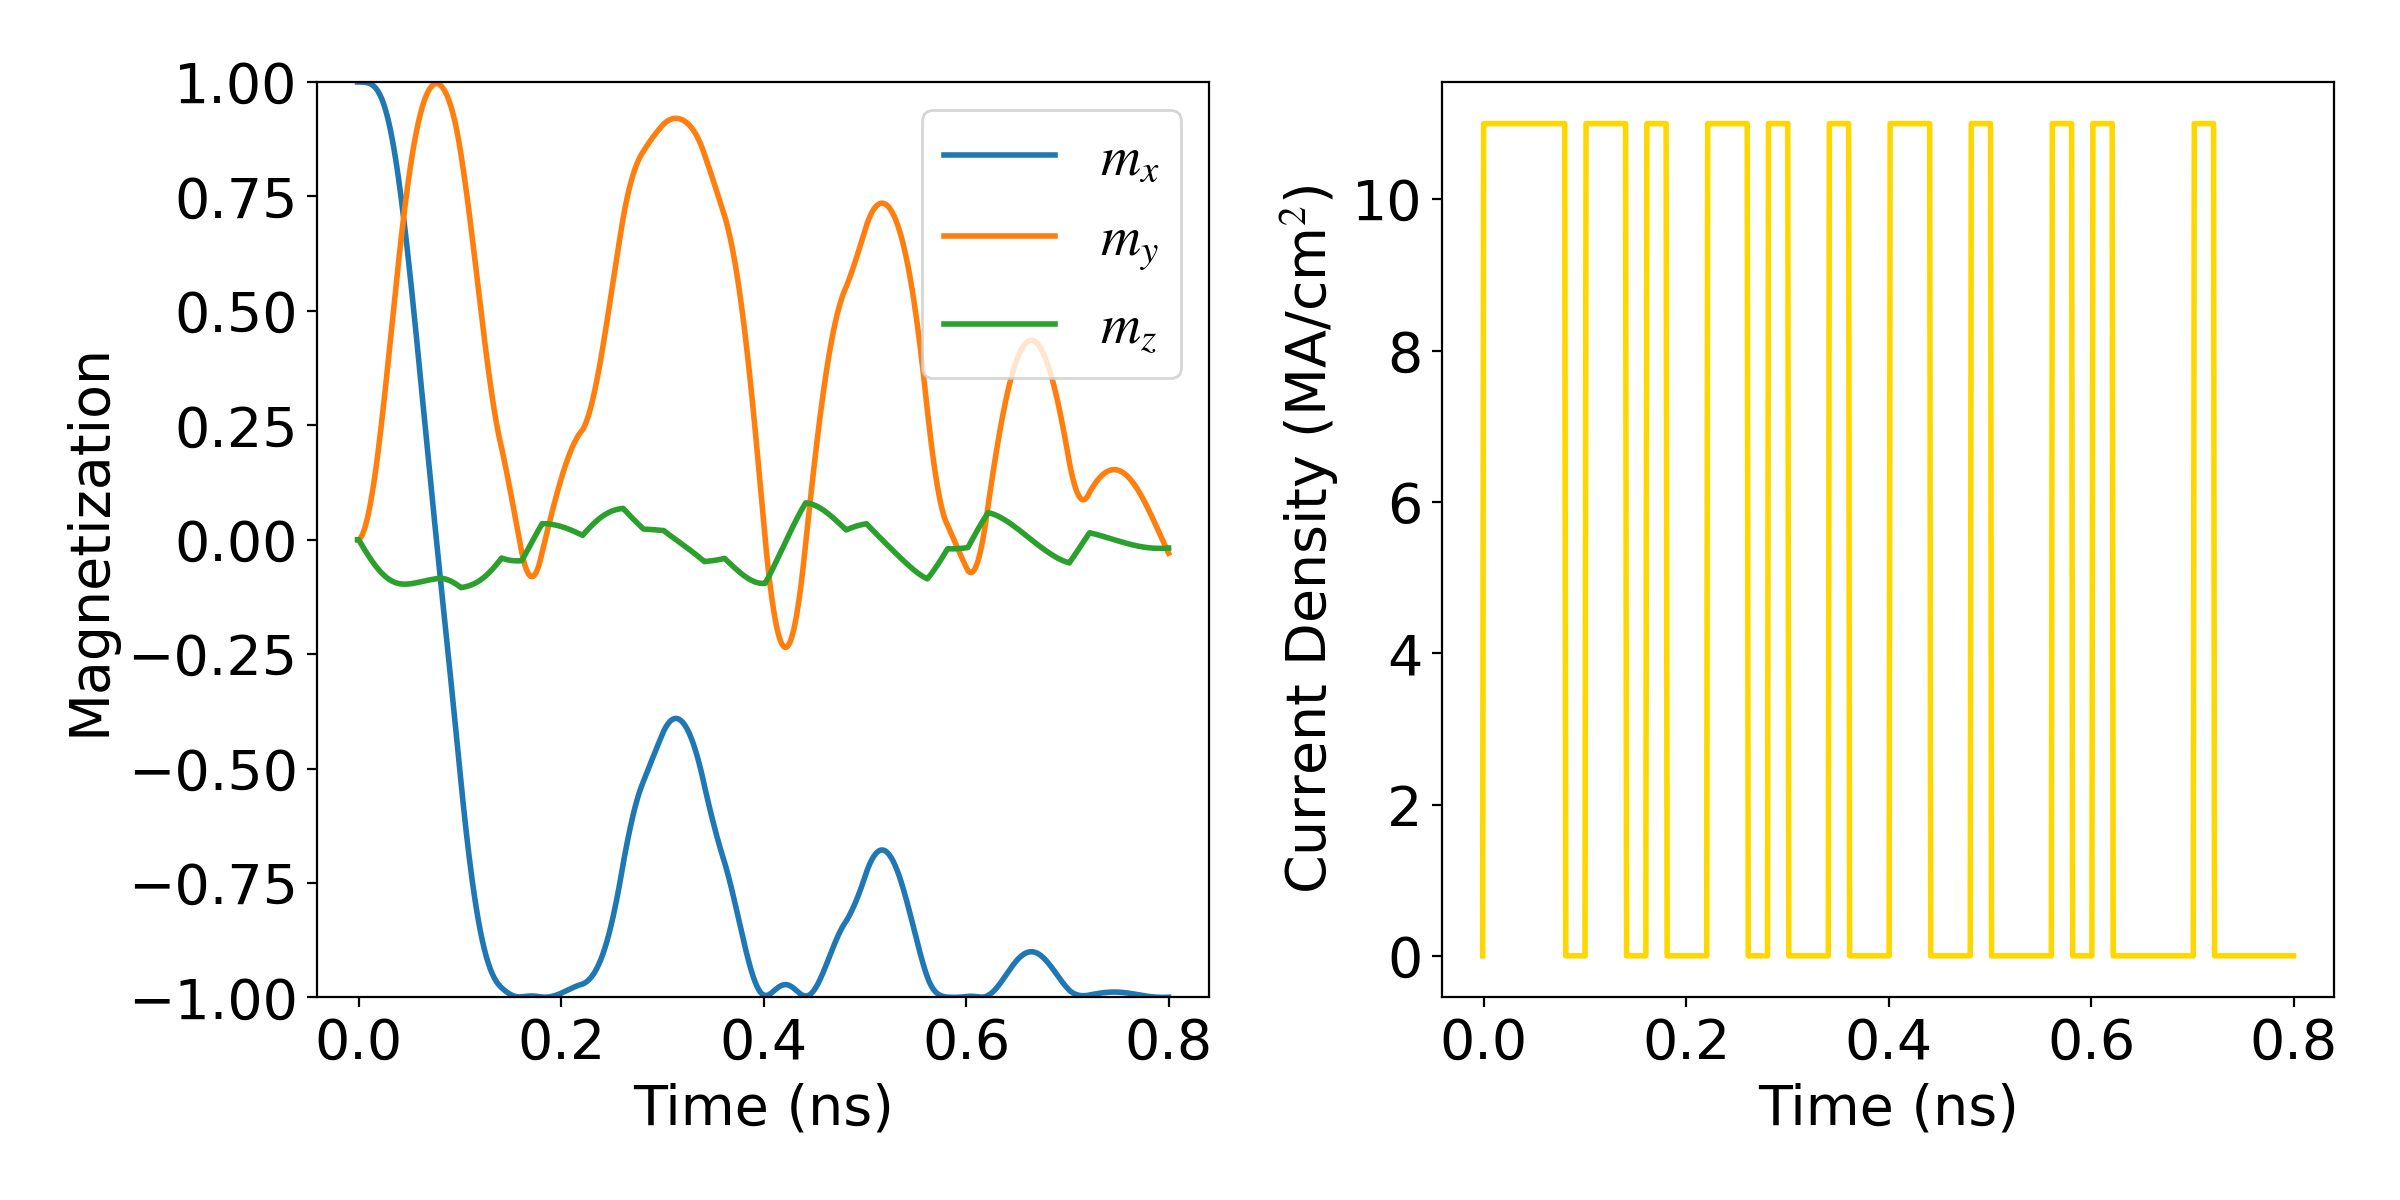 1.00
0.75
0.50
0.25
0.00
−0.25
−0.50
−0.75
−1.00
Magnetization
0.0 0.2 0.4 0.6 0.8
Time (ns)
m_x
m_y
m_z
10
8
6
4
2
0
Current Density (MA/cm²)
0.0 0.2 0.4 0.6 0.8
Time (ns)